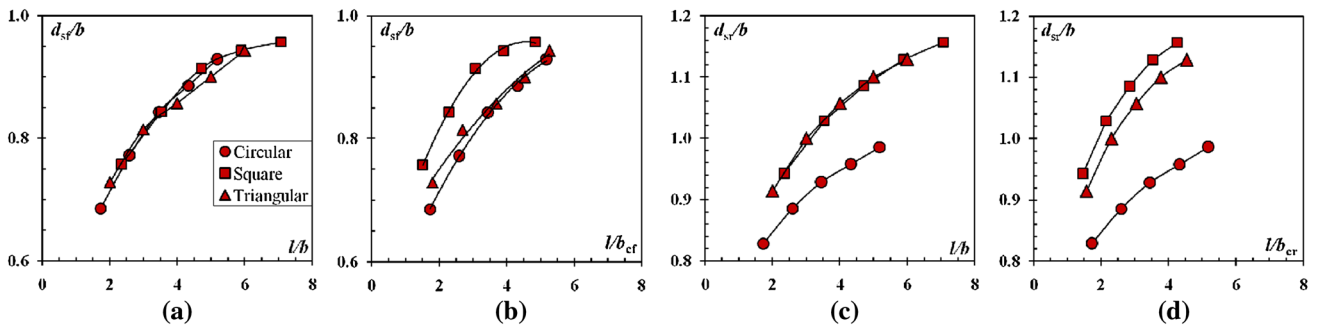 1.0
0.8
0.6
d_sf/b
Circular
Square
Triangular
l/b
0 2 4 6 8
(a)
1.0
0.8
0.6
d_sf/b
l/b_cf
0 2 4 6 8
(b)
1.2
1.1
1.0
0.9
0.8
d_sr/b
l/b
0 2 4 6 8
(c)
1.2
1.1
1.0
0.9
0.8
d_sr/b
l/b_cr
0 2 4 6 8
(d)